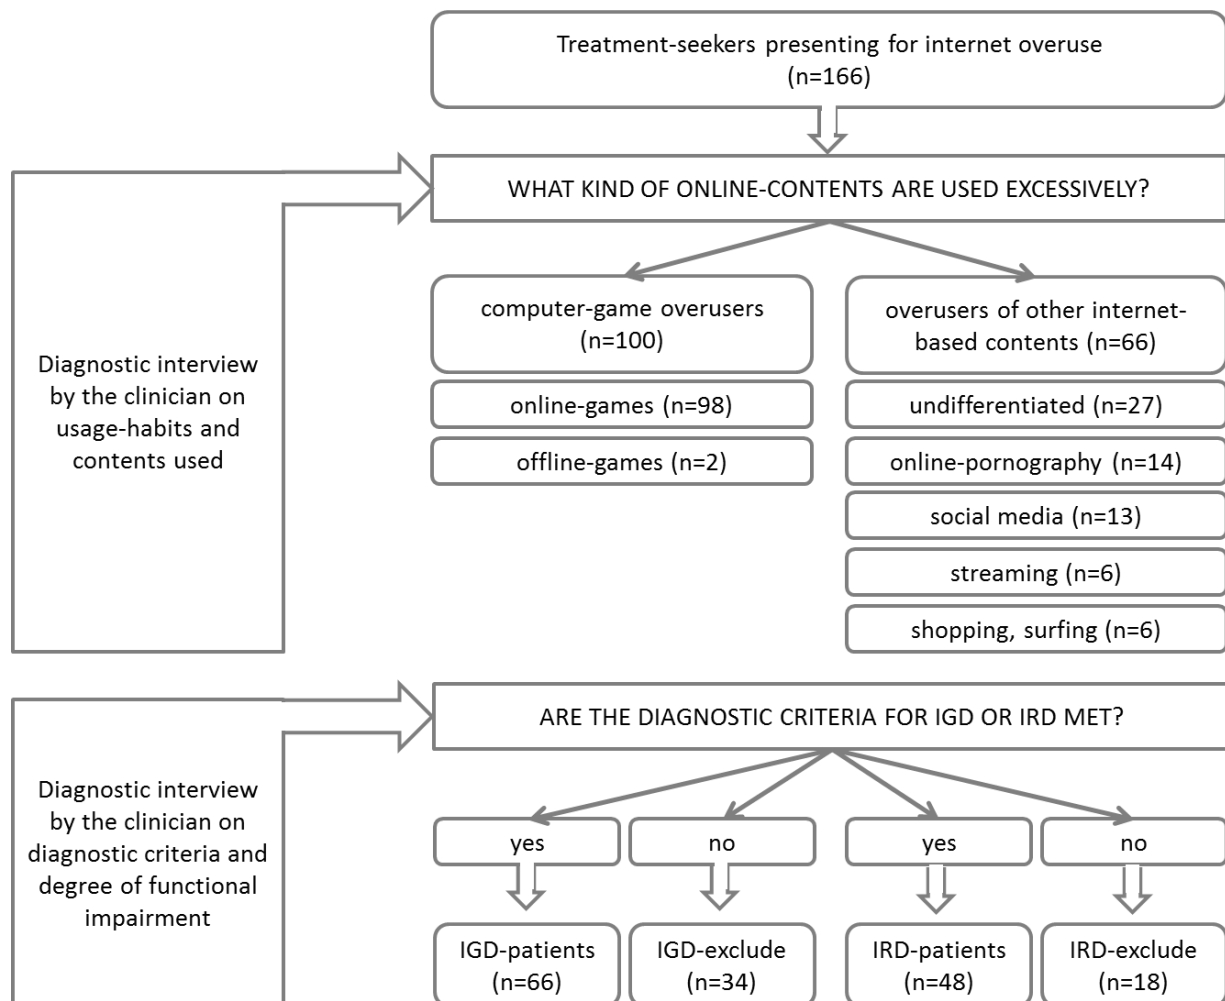 Treatment-seekers presenting for internet overuse
(n=166)
WHAT KIND OF ONLINE-CONTENTS ARE USED EXCESSIVELY?
Diagnostic interview
by the clinician on
usage-habits and
contents used
computer-game overusers
(n=100)
online-games (n=98)
offline-games (n=2)
overusers of other internet-
based contents (n=66)
undifferentiated (n=27)
online-pornography (n=14)
social media (n=13)
streaming (n=6)
shopping, surfing (n=6)
ARE THE DIAGNOSTIC CRITERIA FOR IGD OR IRD MET?
Diagnostic interview
by the clinician on
diagnostic criteria and
degree of functional
impairment
yes
no
yes
no
IGD-patients
(n=66)
IGD-exclude
(n=34)
IRD-patients
(n=48)
IRD-exclude
(n=18)